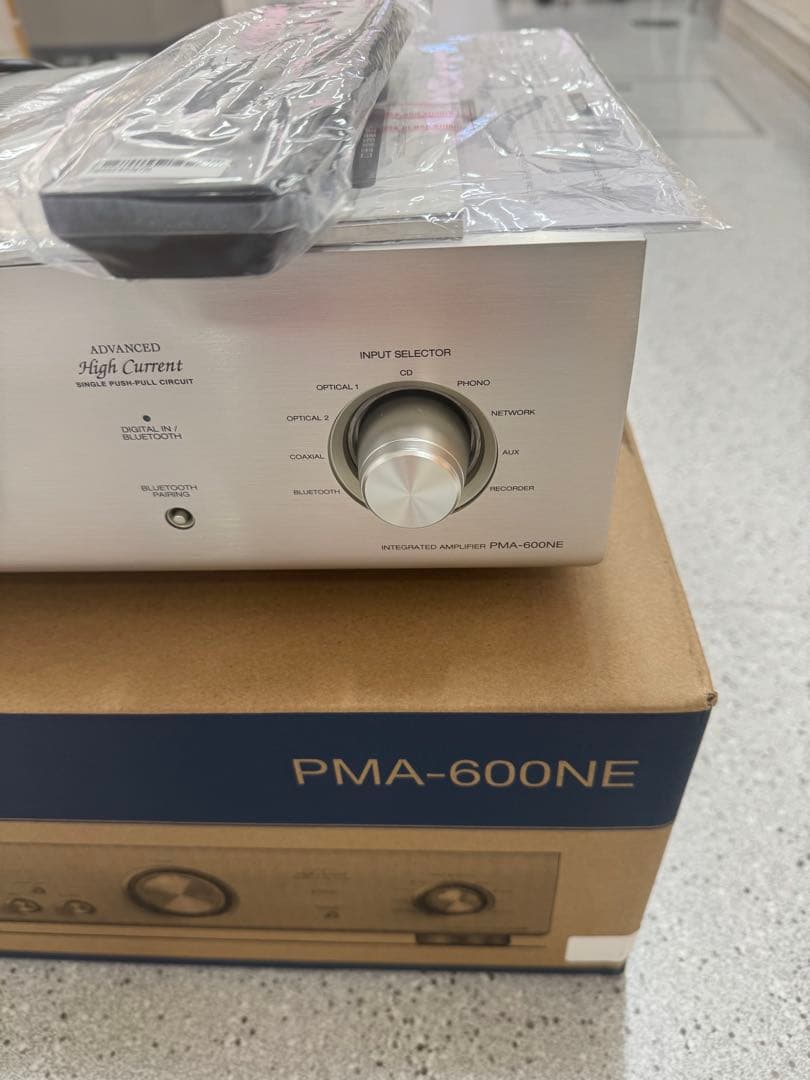 ADVANCED
High Current
SINGLE PUSH-PULL CIRCUIT
DIGITAL IN /
BLUETOOTH
BLUETOOTH
PAIRING
INPUT SELECTOR
CD
OPTICAL 1
PHONO
OPTICAL 2
NETWORK
COAXIAL
AUX
BLUETOOTH
RECORDER
INTEGRATED AMPLIFIER PMA-600NE
PMA-600NE